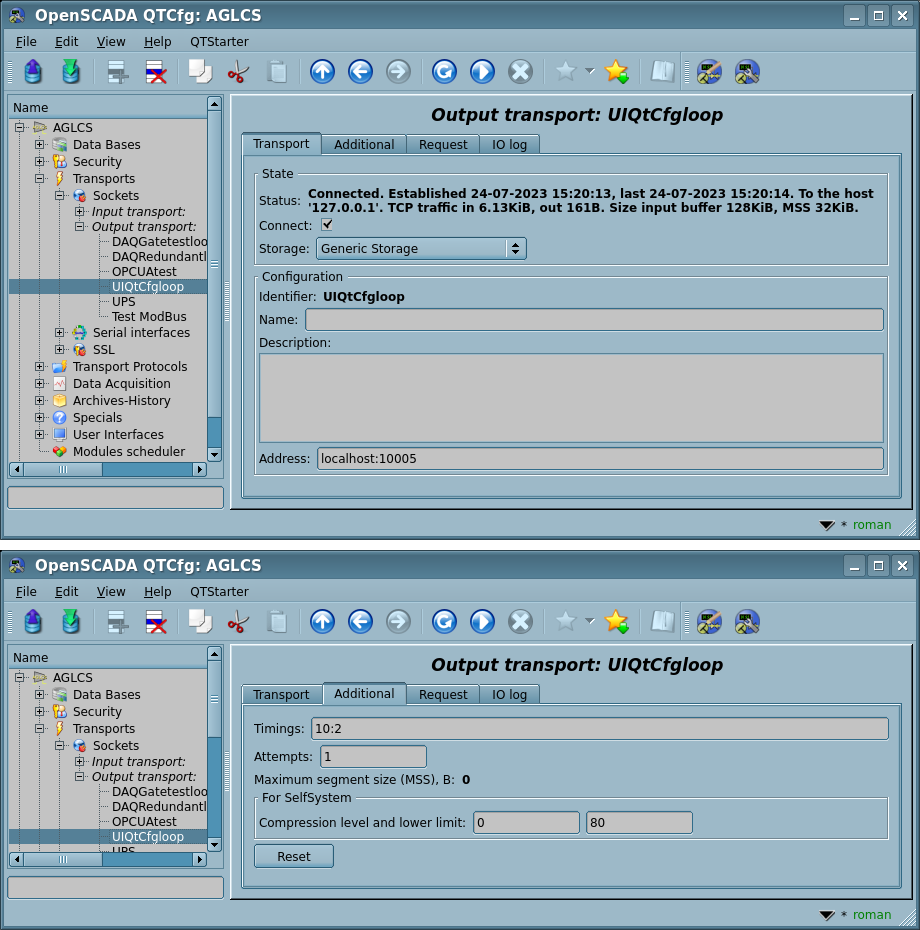 OpenSCADA QTCfg: AGLCS
File Edit View Help QTStarter
Name
AGLCS
Data Bases
Security
Transports
Sockets
Input transport:
Output transport:
DAQGatetestloo
DAQRedundantl
OPCUAtest
UIQtCfgloop
UPS
Test ModBus
Serial interfaces
SSL
Transport Protocols
Data Acquisition
Archives-History
Specials
User Interfaces
Modules scheduler
Output transport: UIQtCfgloop
Transport Additional Request IO log
State
Status: Connected. Established 24-07-2023 15:20:13, last 24-07-2023 15:20:14. To the host
'127.0.0.1'. TCP traffic in 6.13KiB, out 161B. Size input buffer 128KiB, MSS 32KiB.
Connect:
Storage: Generic Storage
Configuration
Identifier: UIQtCfgloop
Name:
Description:
Address: localhost:10005
* roman
OpenSCADA QTCfg: AGLCS
File Edit View Help QTStarter
Name
AGLCS
Data Bases
Security
Transports
Sockets
Input transport:
Output transport:
DAQGatetestloo
DAQRedundantl
OPCUAtest
UIQtCfgloop
UPS
Output transport: UIQtCfgloop
Transport Additional Request IO log
Timings: 10:2
Attempts: 1
Maximum segment size (MSS), B: 0
For SelfSystem
Compression level and lower limit: 0 80
Reset
* roman